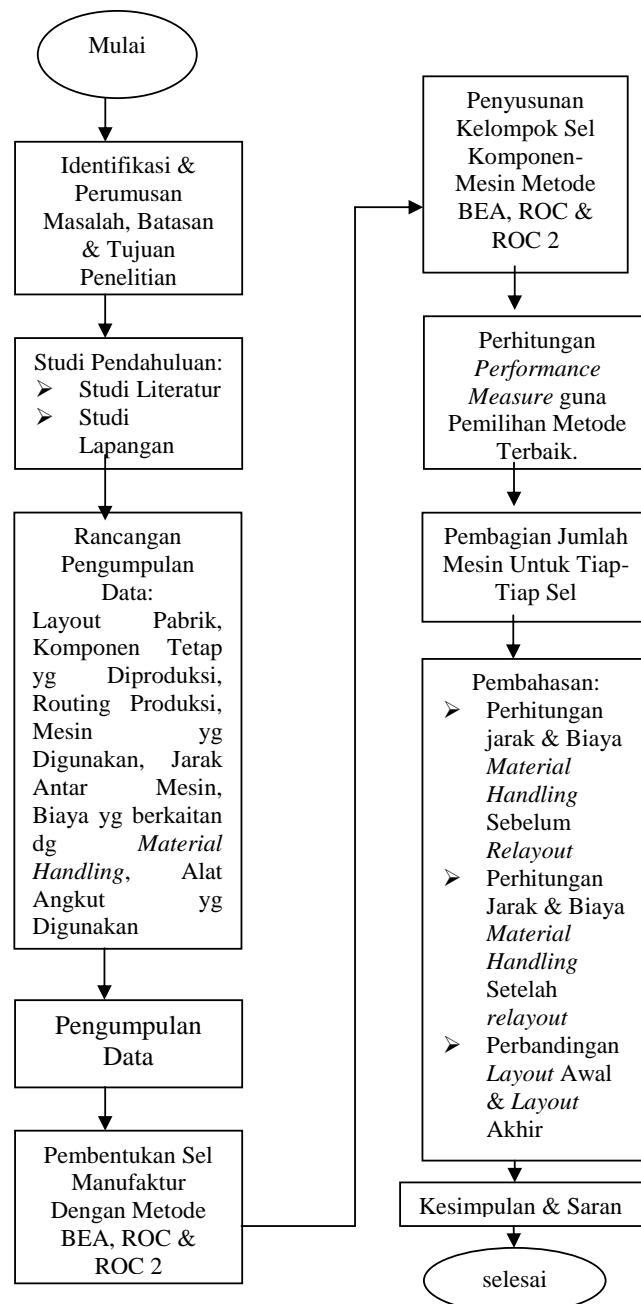 Mulai
Identifikasi &
Perumusan
Masalah, Batasan
& Tujuan
Penelitian
Studi Pendahuluan:
➢ Studi Literatur
➢ Studi
Lapangan
Rancangan
Pengumpulan
Data:
Layout Pabrik,
Komponen Tetap
yg Diproduksi,
Routing Produksi,
Mesin yg
Digunakan, Jarak
Antar Mesin,
Biaya yg berkaitan
dg Material
Handling, Alat
Angkut yg
Digunakan
Pengumpulan
Data
Pembentukan Sel
Manufaktur
Dengan Metode
BEA, ROC &
ROC 2
Penyusunan
Kelompok Sel
Komponen-
Mesin Metode
BEA, ROC &
ROC 2
Perhitungan
Performance
Measure guna
Pemilihan Metode
Terbaik.
Pembagian Jumlah
Mesin Untuk Tiap-
Tiap Sel
Pembahasan:
➢ Perhitungan
jarak & Biaya
Material
Handling
Sebelum
Relayout
➢ Perhitungan
Jarak & Biaya
Material
Handling
Setelah
relayout
➢ Perbandingan
Layout Awal
& Layout
Akhir
Kesimpulan & Saran
selesai